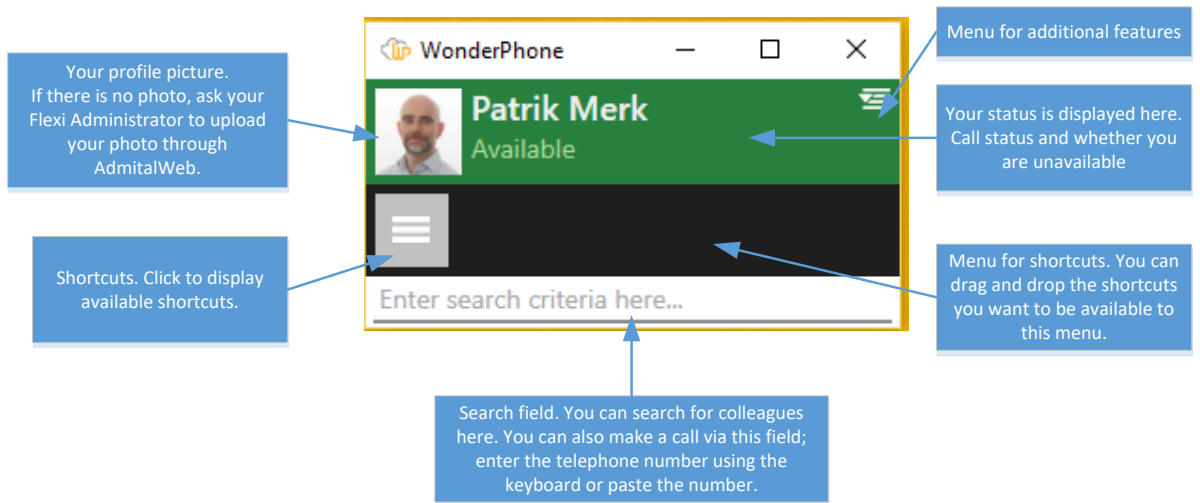 WonderPhone
Menu for additional features
Your profile picture.
If there is no photo, ask your
Flexi Administrator to upload
your photo through
AdmitalWeb.
Patrik Merk
Available
Your status is displayed here.
Call status and whether you
are unavailable
Shortcuts. Click to display
available shortcuts.
Menu for shortcuts. You can
drag and drop the shortcuts
you want to be available to
this menu.
Enter search criteria here...
Search field. You can search for colleagues
here. You can also make a call via this field;
enter the telephone number using the
keyboard or paste the number.